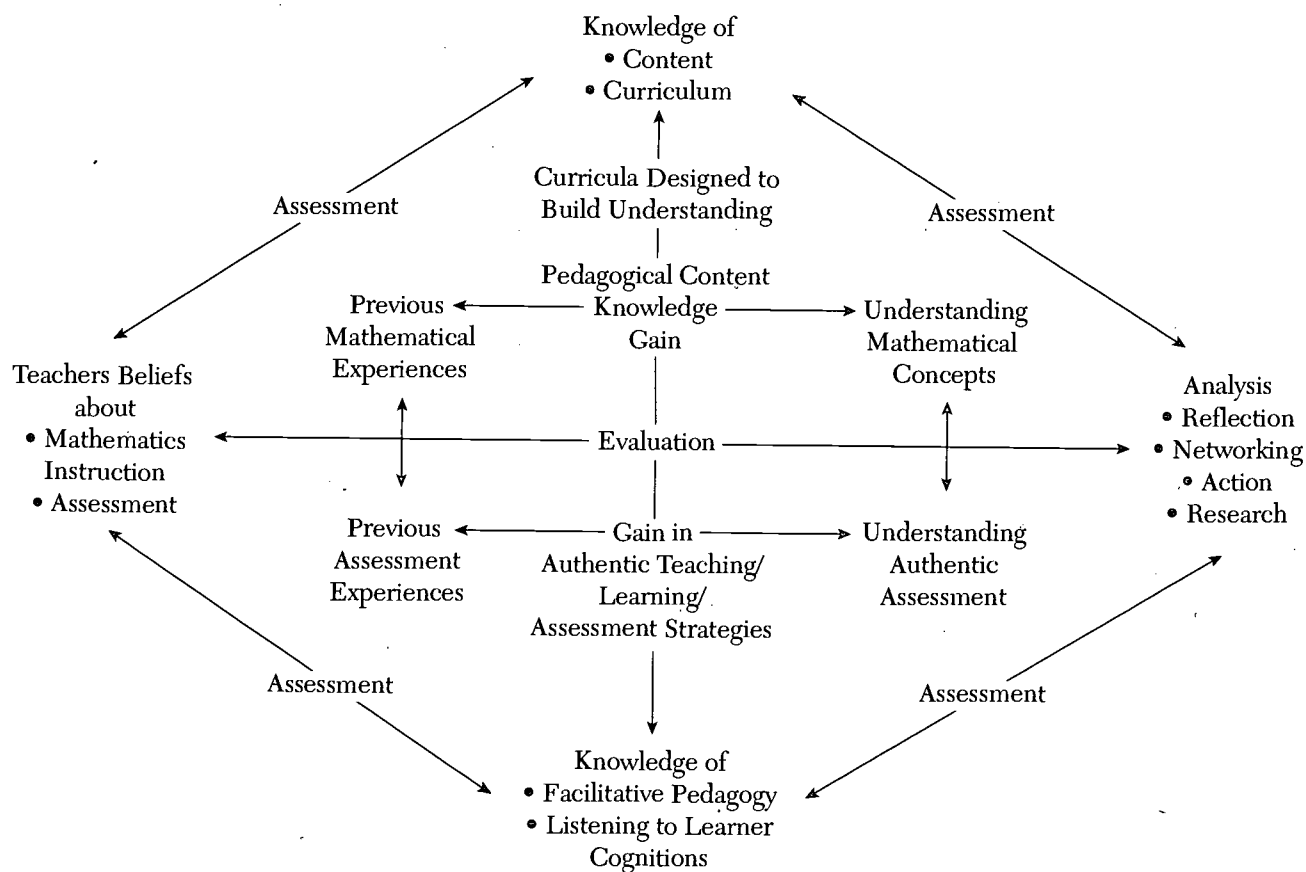 Knowledge of
• Content
• Curriculum
Curricula Designed to
Build Understanding
Assessment
Assessment
Pedagogical Content
Knowledge
Gain
Previous
Mathematical
Experiences
Understanding
Mathematical
Concepts
Teachers Beliefs
about
• Mathematics
Instruction
• Assessment
Evaluation
Analysis
• Reflection
• Networking
• Action
• Research
Previous
Assessment
Experiences
Gain in
Authentic Teaching/
Learning/
Assessment Strategies
Understanding
Authentic
Assessment
Assessment
Assessment
Knowledge of
• Facilitative Pedagogy
• Listening to Learner
Cognitions